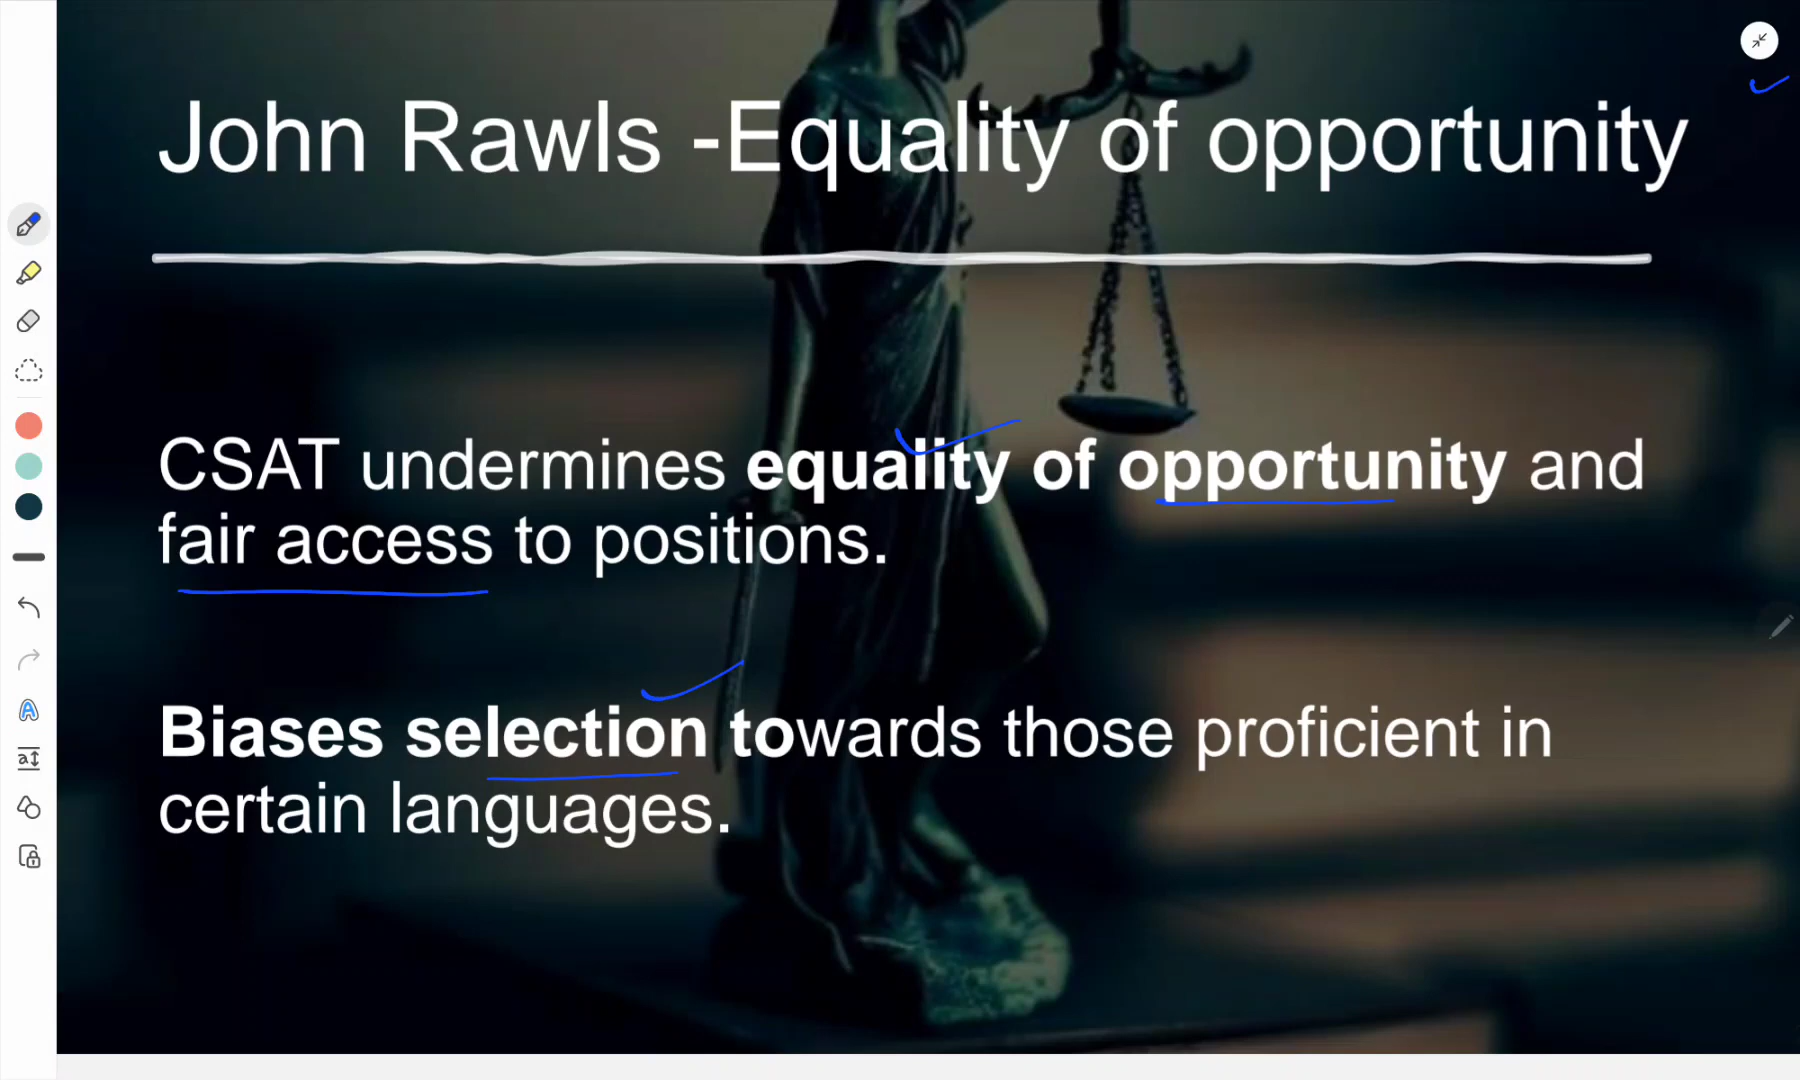 John Rawls -Equality of opportunity
CSAT undermines equality of opportunity and
fair access to positions.
Biases selection towards those proficient in
certain languages.